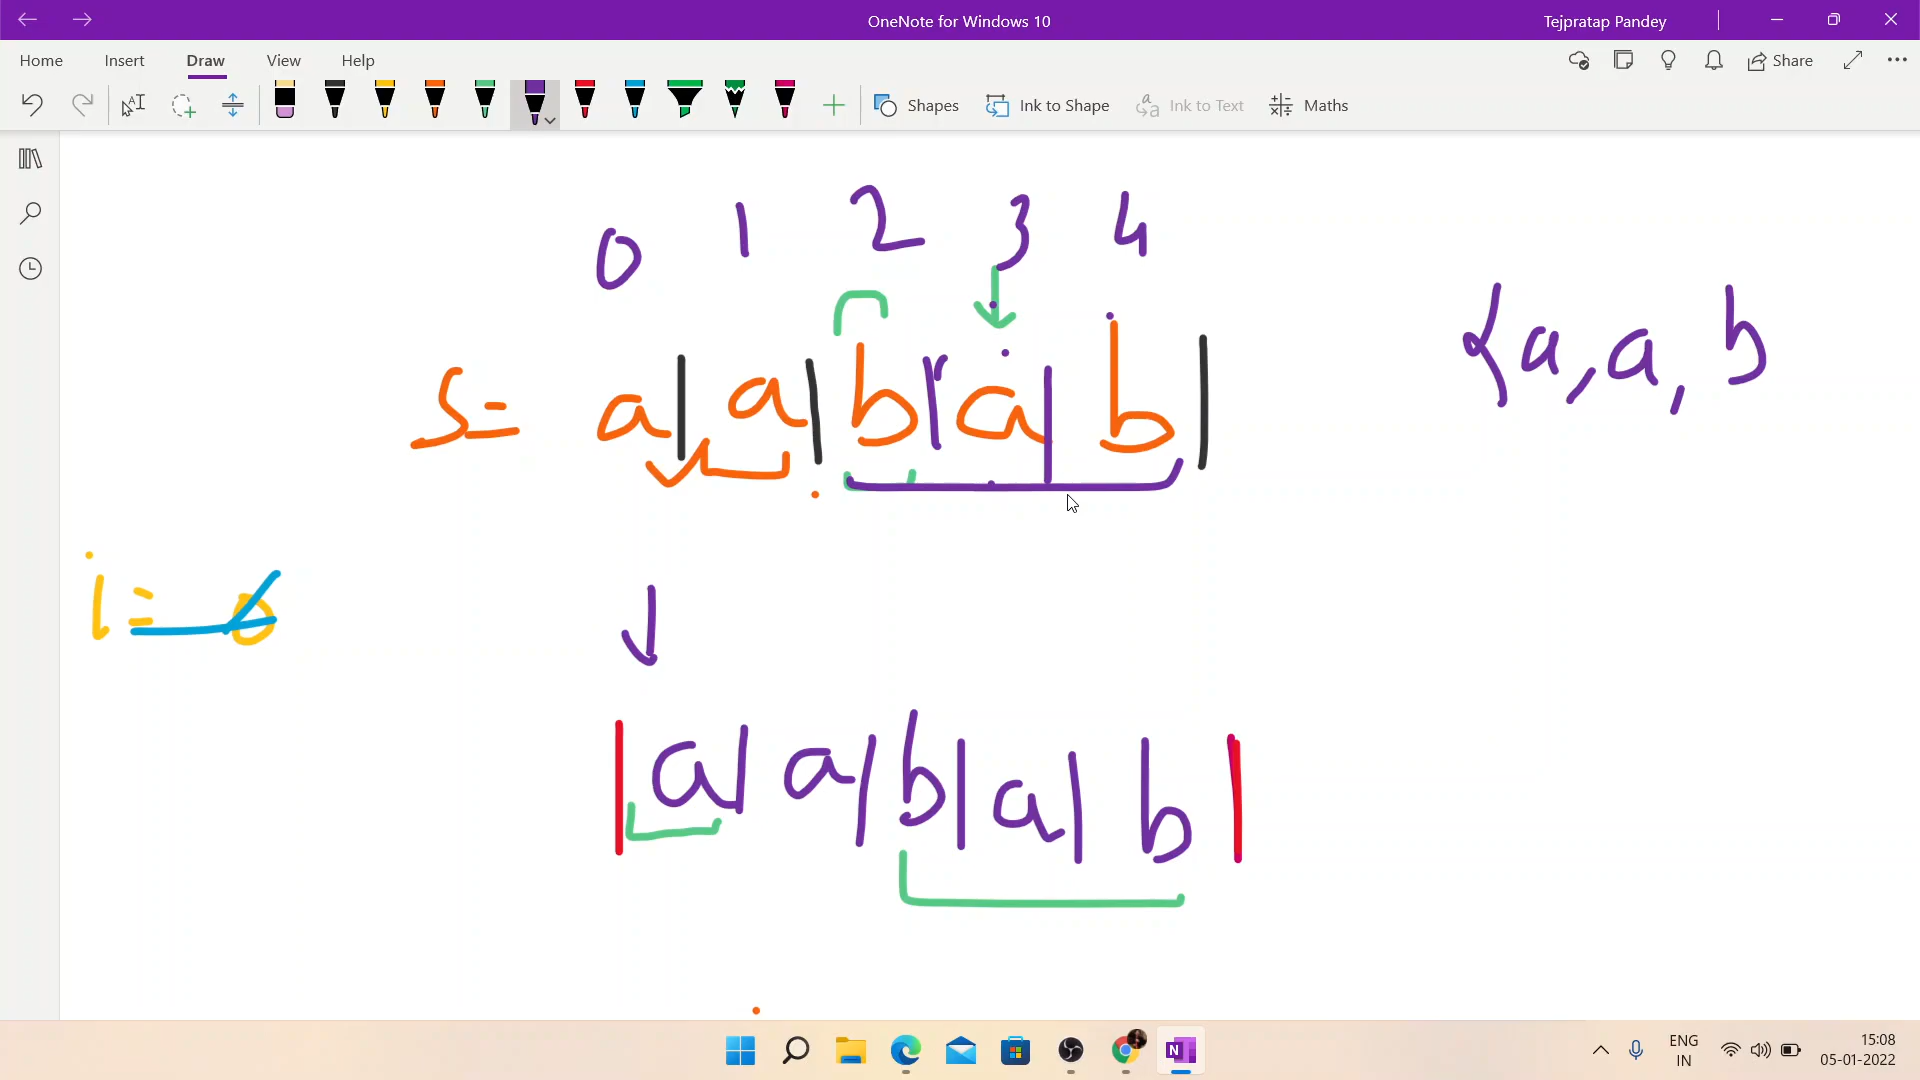 OneNote for Windows 10
Tejpratap Pandey
Home Insert Draw View Help
Share
Shapes
Ink to Shape
Ink to Text
Maths
0 1 2 3 4
S= a| a| b| a| b|
{a, a, b
i= 0
|a| a| b| a| b|
ENG
IN
15:08
05-01-2022